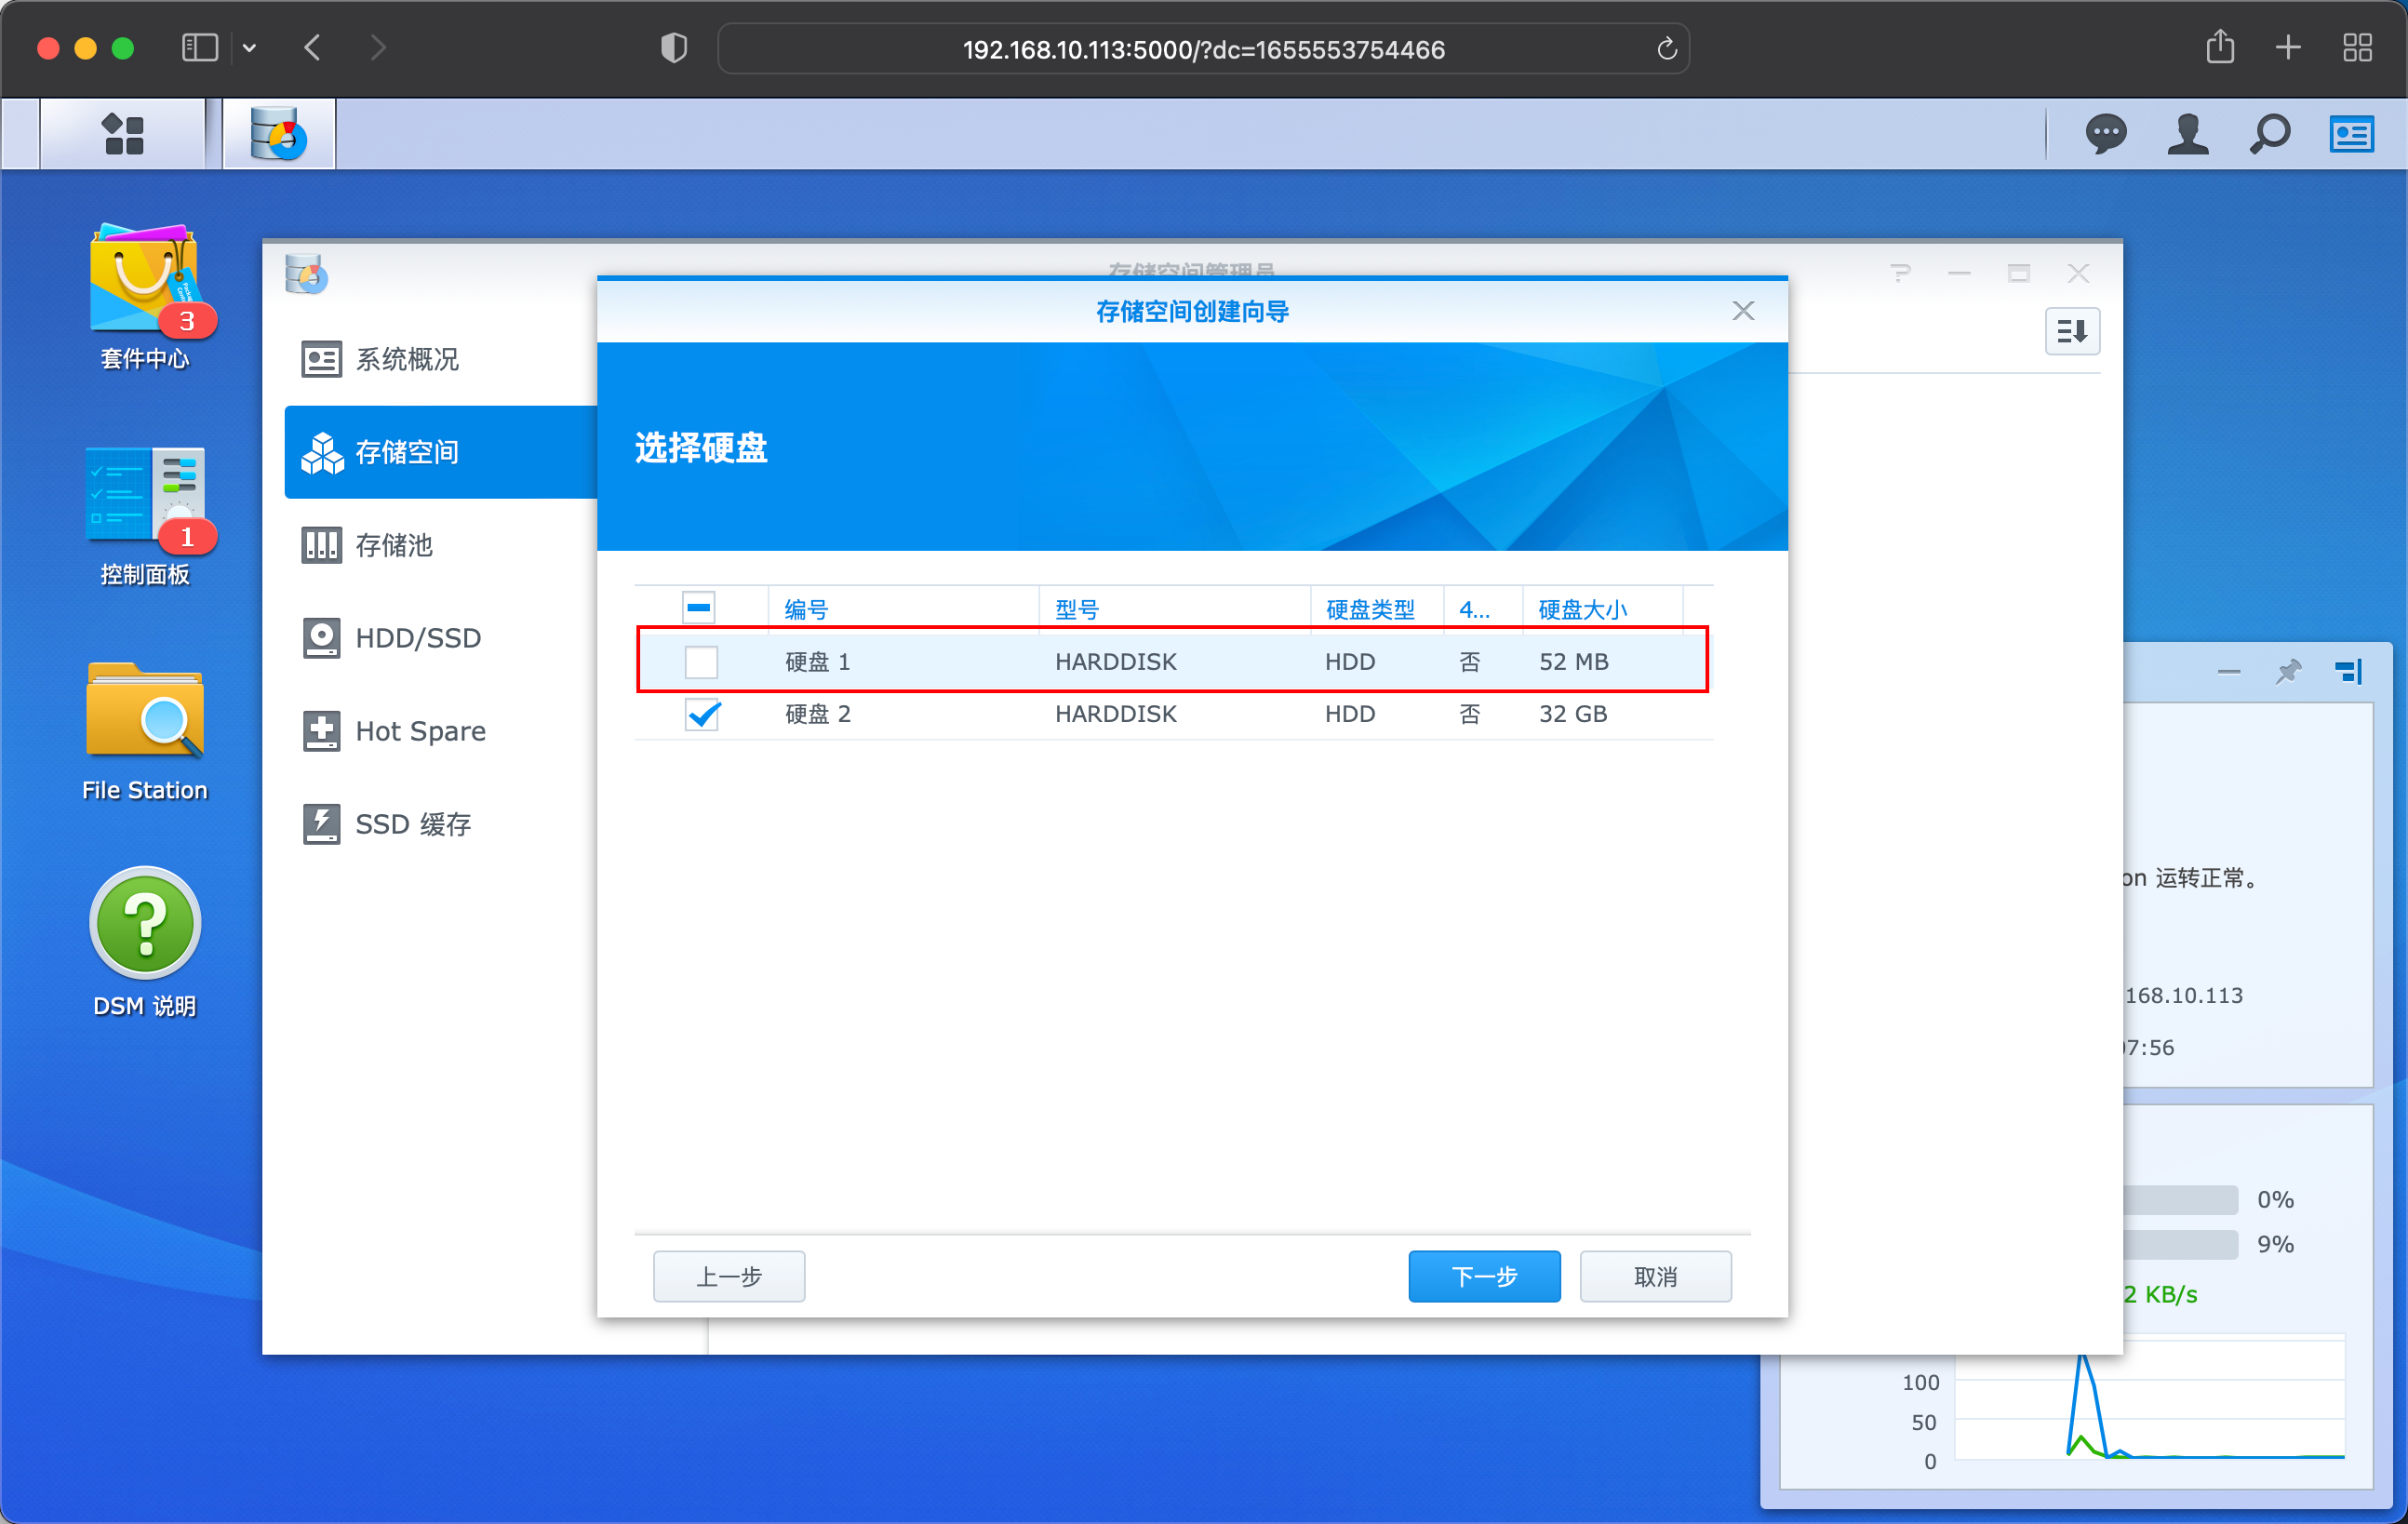 192.168.10.113:5000/?dc=1655553754466
3
套件中心
1
控制面板
File Station
DSM 说明
存储空间管理员
系统概况
存储空间
存储池
HDD/SSD
Hot Spare
SSD 缓存
存储空间创建向导
选择硬盘
编号 型号 硬盘类型 4... 硬盘大小
硬盘 1 HARDDISK HDD 否 52 MB
硬盘 2 HARDDISK HDD 否 32 GB
上一步 下一步 取消
on 运转正常。
168.10.113
07:56
0%
9%
2 KB/s
100
50
0